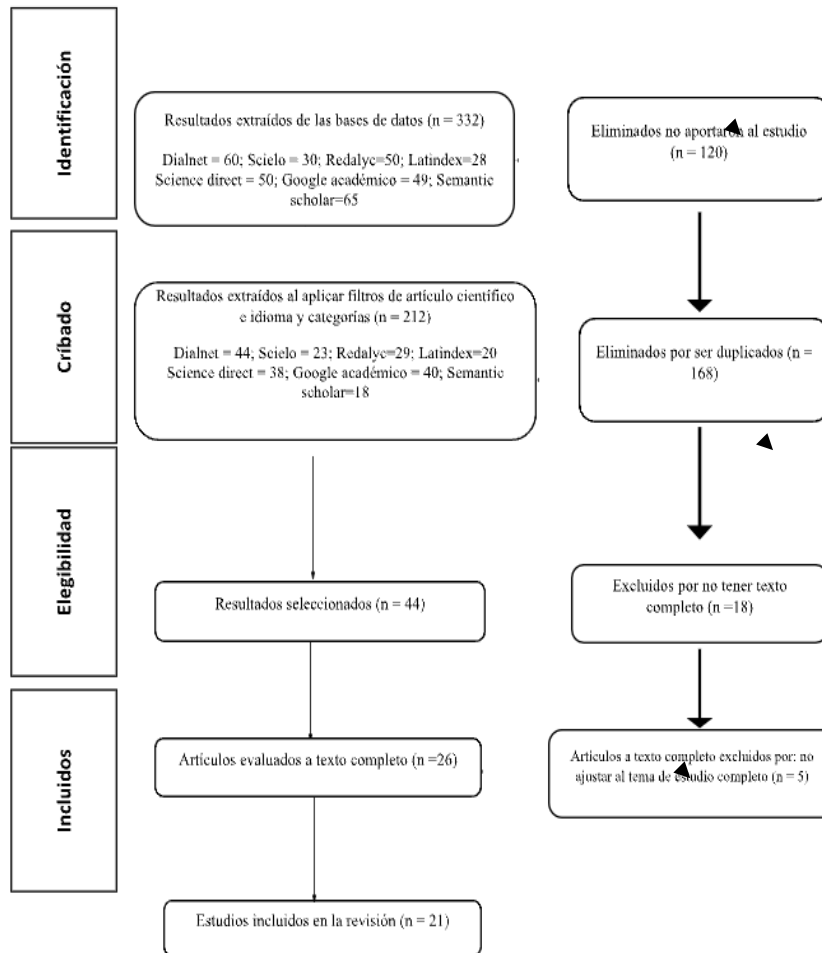 Identificación
Resultados extraídos de las bases de datos (n = 332)
Dialnet = 60; Scielo = 30; Redalyc=50; Latindex=28
Science direct = 50; Google académico = 49; Semantic
scholar=65
Eliminados no aportaron al estudio
(n = 120)
Críbado
Resultados extraídos al aplicar filtros de artículo científico
e idioma y categorías (n = 212)
Dialnet = 44; Scielo = 23; Redalyc=29; Latindex=20
Science direct = 38; Google académico = 40; Semantic
scholar=18
Eliminados por ser duplicados (n =
168)
Elegibilidad
Resultados seleccionados (n = 44)
Excluidos por no tener texto
completo (n =18)
Incluidos
Artículos evaluados a texto completo (n =26)
Artículos a texto completo excluidos por: no
ajustar al tema de estudio completo (n = 5)
Estudios incluidos en la revisión (n = 21)